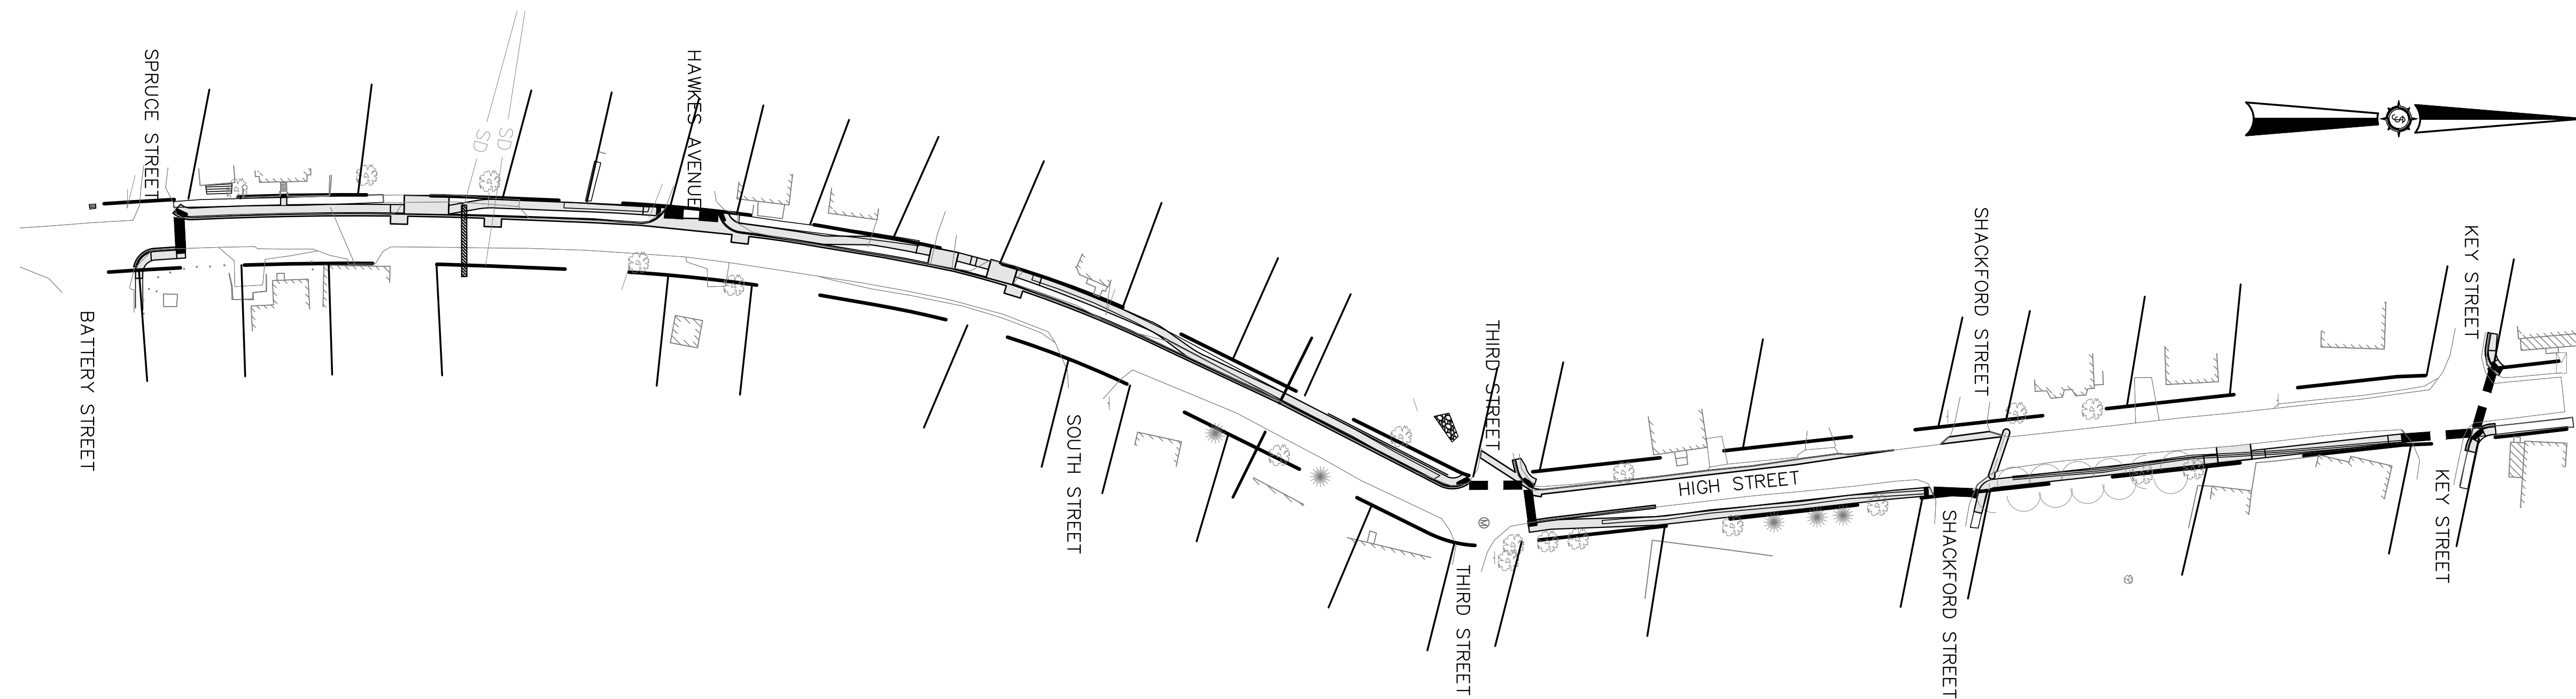 SPRUCE STREET
BATTERY STREET
SD
SD
HAWKES AVENUE
SOUTH STREET
THIRD STREET
THIRD STREET
HIGH STREET
SHACKFORD STREET
SHACKFORD STREET
KEY STREET
KEY STREET